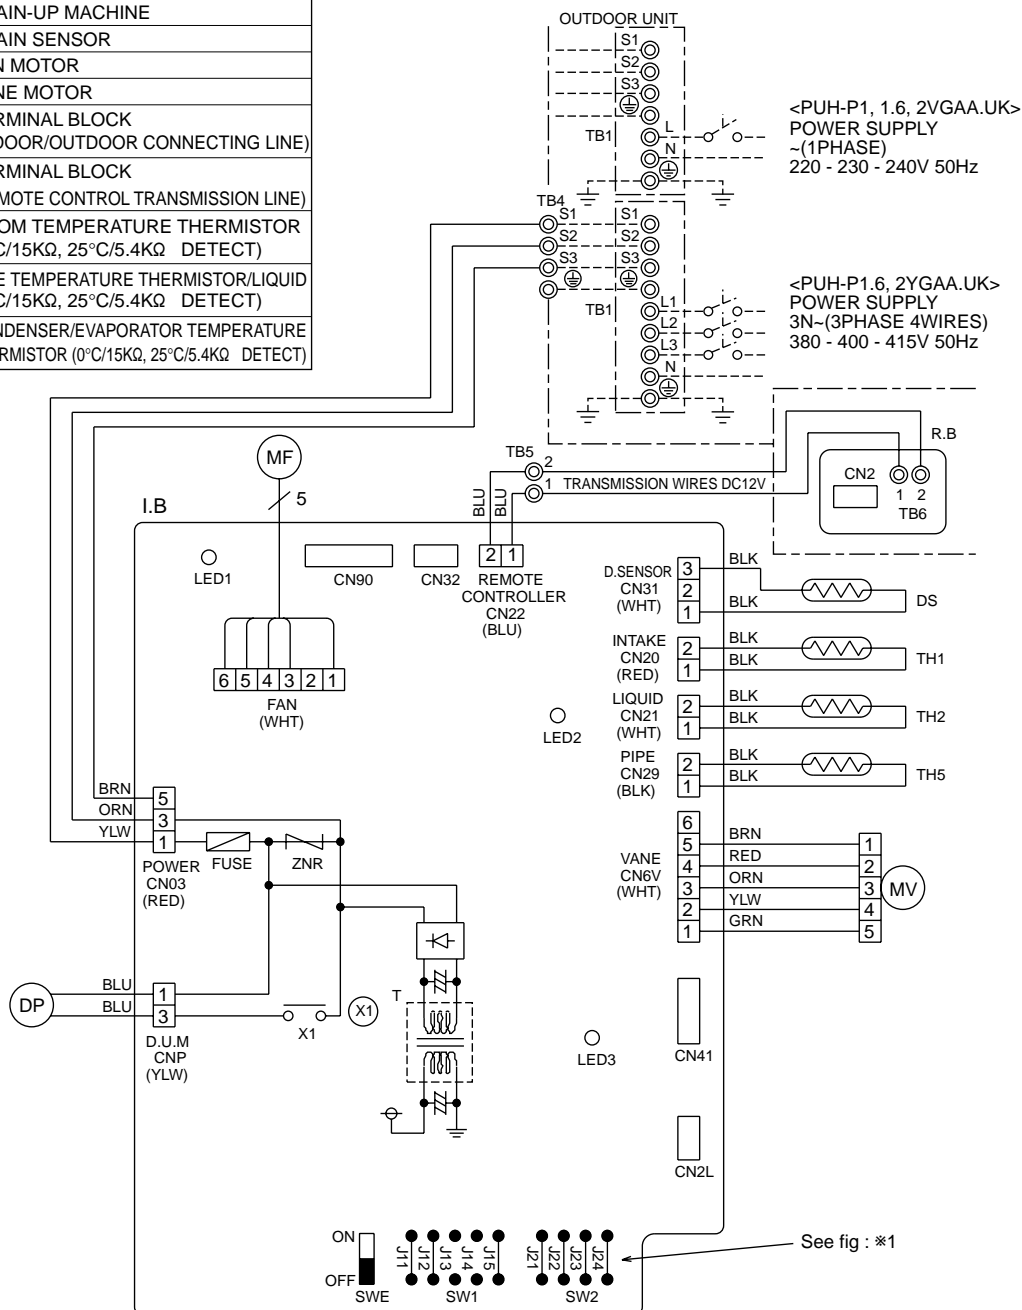 AIN-UP MACHINE
AIN SENSOR
N MOTOR
NE MOTOR
RMINAL BLOCK
DOOR/OUTDOOR CONNECTING LINE)
RMINAL BLOCK
MOTE CONTROL TRANSMISSION LINE)
OM TEMPERATURE THERMISTOR
C/15KΩ, 25°C/5.4KΩ DETECT)
E TEMPERATURE THERMISTOR/LIQUID
C/15KΩ, 25°C/5.4KΩ DETECT)
NDENSER/EVAPORATOR TEMPERATURE
ERMISTOR (0°C/15KΩ, 25°C/5.4KΩ DETECT)
OUTDOOR UNIT
S1
S2
S3
TB1
L
N
<PUH-P1, 1.6, 2VGAA.UK>
POWER SUPPLY
~(1PHASE)
220 - 230 - 240V 50Hz
TB4
S1
S2
S3
S1
S2
S3
TB1
L1
L2
L3
N
<PUH-P1.6, 2YGAA.UK>
POWER SUPPLY
3N~(3PHASE 4WIRES)
380 - 400 - 415V 50Hz
MF
5
I.B
TB5
2
1
TRANSMISSION WIRES DC12V
BLU
BLU
R.B
CN2
1 2
TB6
LED1
CN90
CN32
2 1
REMOTE
CONTROLLER
CN22
(BLU)
6 5 4 3 2 1
FAN
(WHT)
LED2
D.SENSOR
CN31
(WHT)
3
2
1
BLK
BLK
DS
INTAKE
CN20
(RED)
2
1
BLK
BLK
TH1
LIQUID
CN21
(WHT)
2
1
BLK
BLK
TH2
PIPE
CN29
(BLK)
2
1
BLK
BLK
TH5
BRN
ORN
YLW
5
3
1
POWER
CN03
(RED)
FUSE
ZNR
VANE
CN6V
(WHT)
6
5
4
3
2
1
BRN
RED
ORN
YLW
GRN
1
2
3
4
5
MV
DP
BLU
BLU
1
3
D.U.M
CNP
(YLW)
X1
X1
T
LED3
CN41
CN2L
ON
OFF
SWE
J11
J12
J13
J14
J15
SW1
J21
J22
J23
J24
SW2
See fig : ※1